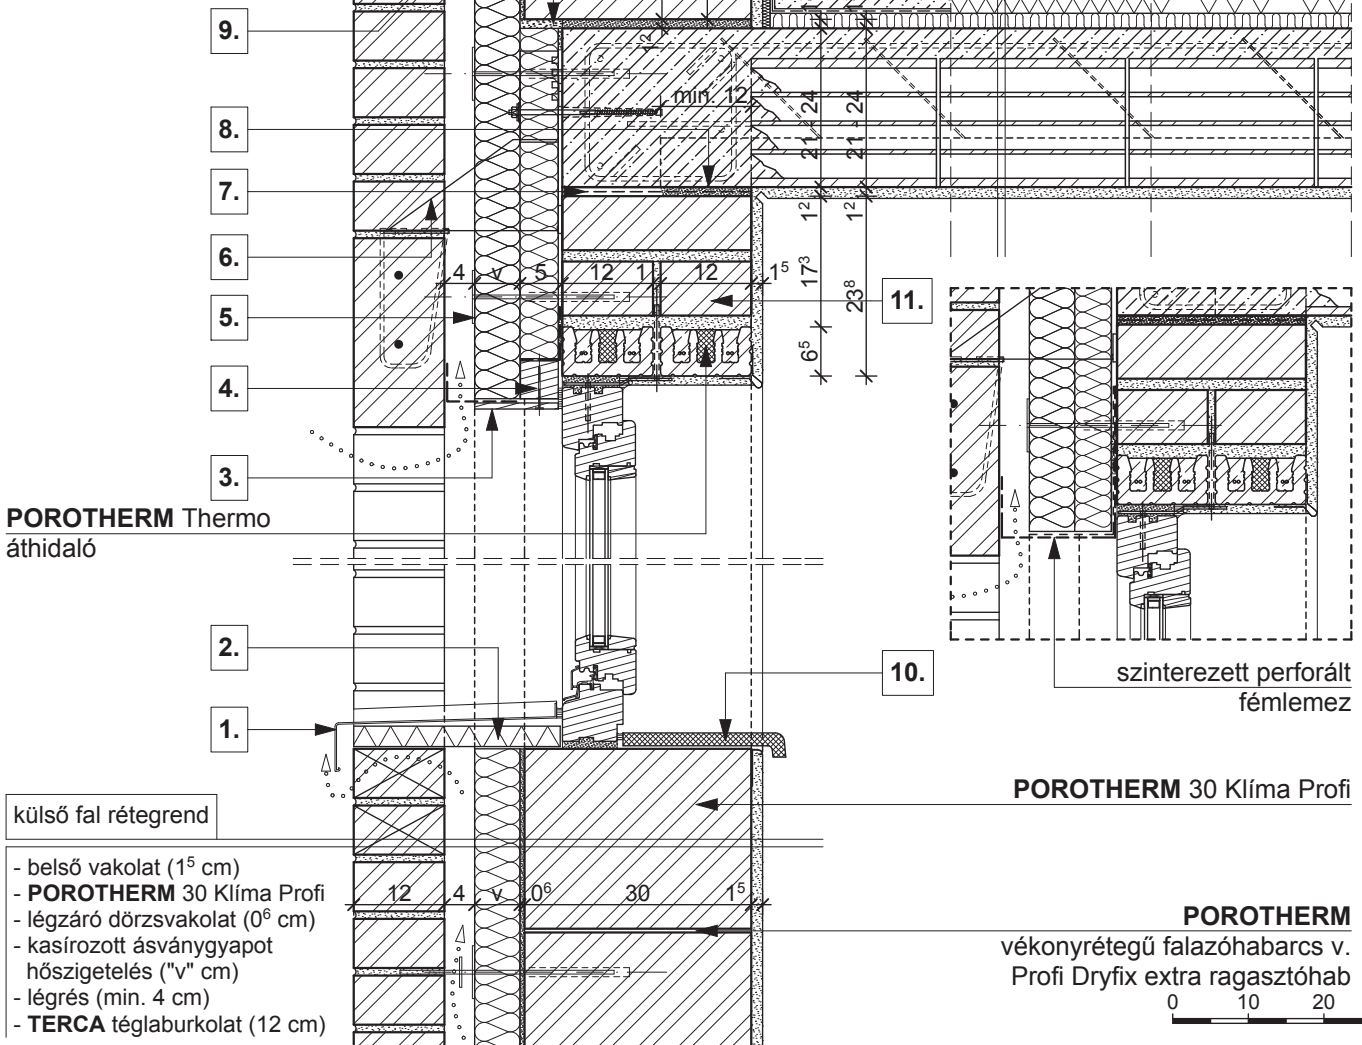 9.
8.
7.
6.
5.
4.
3.
POROTHERM Thermo
áthidaló
2.
1.
külső fal rétegrend
- belső vakolat (1⁵ cm)
- POROTHERM 30 Klíma Profi
- légzáró dörzsvakolat (0⁶ cm)
- kasírozott ásványgyapot
hőszigetelés ("v" cm)
- légrés (min. 4 cm)
- TERCA téglaburkolat (12 cm)
1²
min. 12
24
24
21
21
1²
1²
17³
23⁸
6⁵
4 v 5 12 1 12 1⁵
11.
10.
12 4 v 0⁶ 30 1⁵
szinterezett perforált
fémlemez
POROTHERM 30 Klíma Profi
POROTHERM
vékonyrétegű falazóhabarcs v.
Profi Dryfix extra ragasztóhab
0 10 20